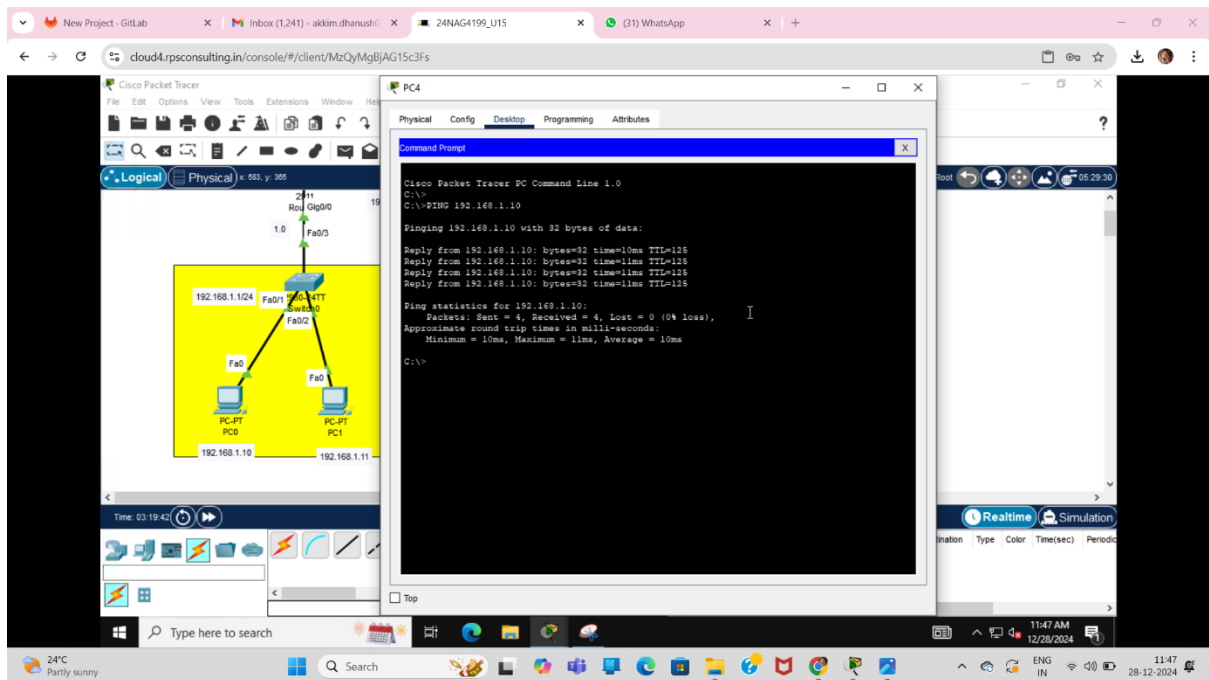 New Project · GitLab
Inbox (1,241) - akkim.dhanush
24NAG4199_U15
(31) WhatsApp
cloud4.rpsconsulting.in/console/#/client/MzQyMgBjAG15c3Fs
Cisco Packet Tracer
File Edit Options View Tools Extensions Window Hel
PC4
Physical Config Desktop Programming Attributes
Command Prompt X
Logical Physical x: 683, y: 365
Root 05:29:30
Cisco Packet Tracer PC Command Line 1.0
C:\>
C:\>PING 192.168.1.10
Pinging 192.168.1.10 with 32 bytes of data:
Reply from 192.168.1.10: bytes=32 time=10ms TTL=125
Reply from 192.168.1.10: bytes=32 time=11ms TTL=125
Reply from 192.168.1.10: bytes=32 time=11ms TTL=125
Reply from 192.168.1.10: bytes=32 time=11ms TTL=125
Ping statistics for 192.168.1.10:
Packets: Sent = 4, Received = 4, Lost = 0 (0% loss),
Approximate round trip times in milli-seconds:
Minimum = 10ms, Maximum = 11ms, Average = 10ms
C:\>
Rou Gig0/0
19
1.0 Fa0/3
192.168.1.1/24 Fa0/1
Switch0
Fa0/2
Fa0
Fa0
PC-PT
PC0
PC-PT
PC1
192.168.1.10
192.168.1.11
Time: 03:19:42
Realtime Simulation
ination Type Color Time(sec) Periodic
Top
Type here to search
11:47 AM
12/28/2024
24°C
Partly sunny
Search
ENG
IN
11:47
28-12-2024